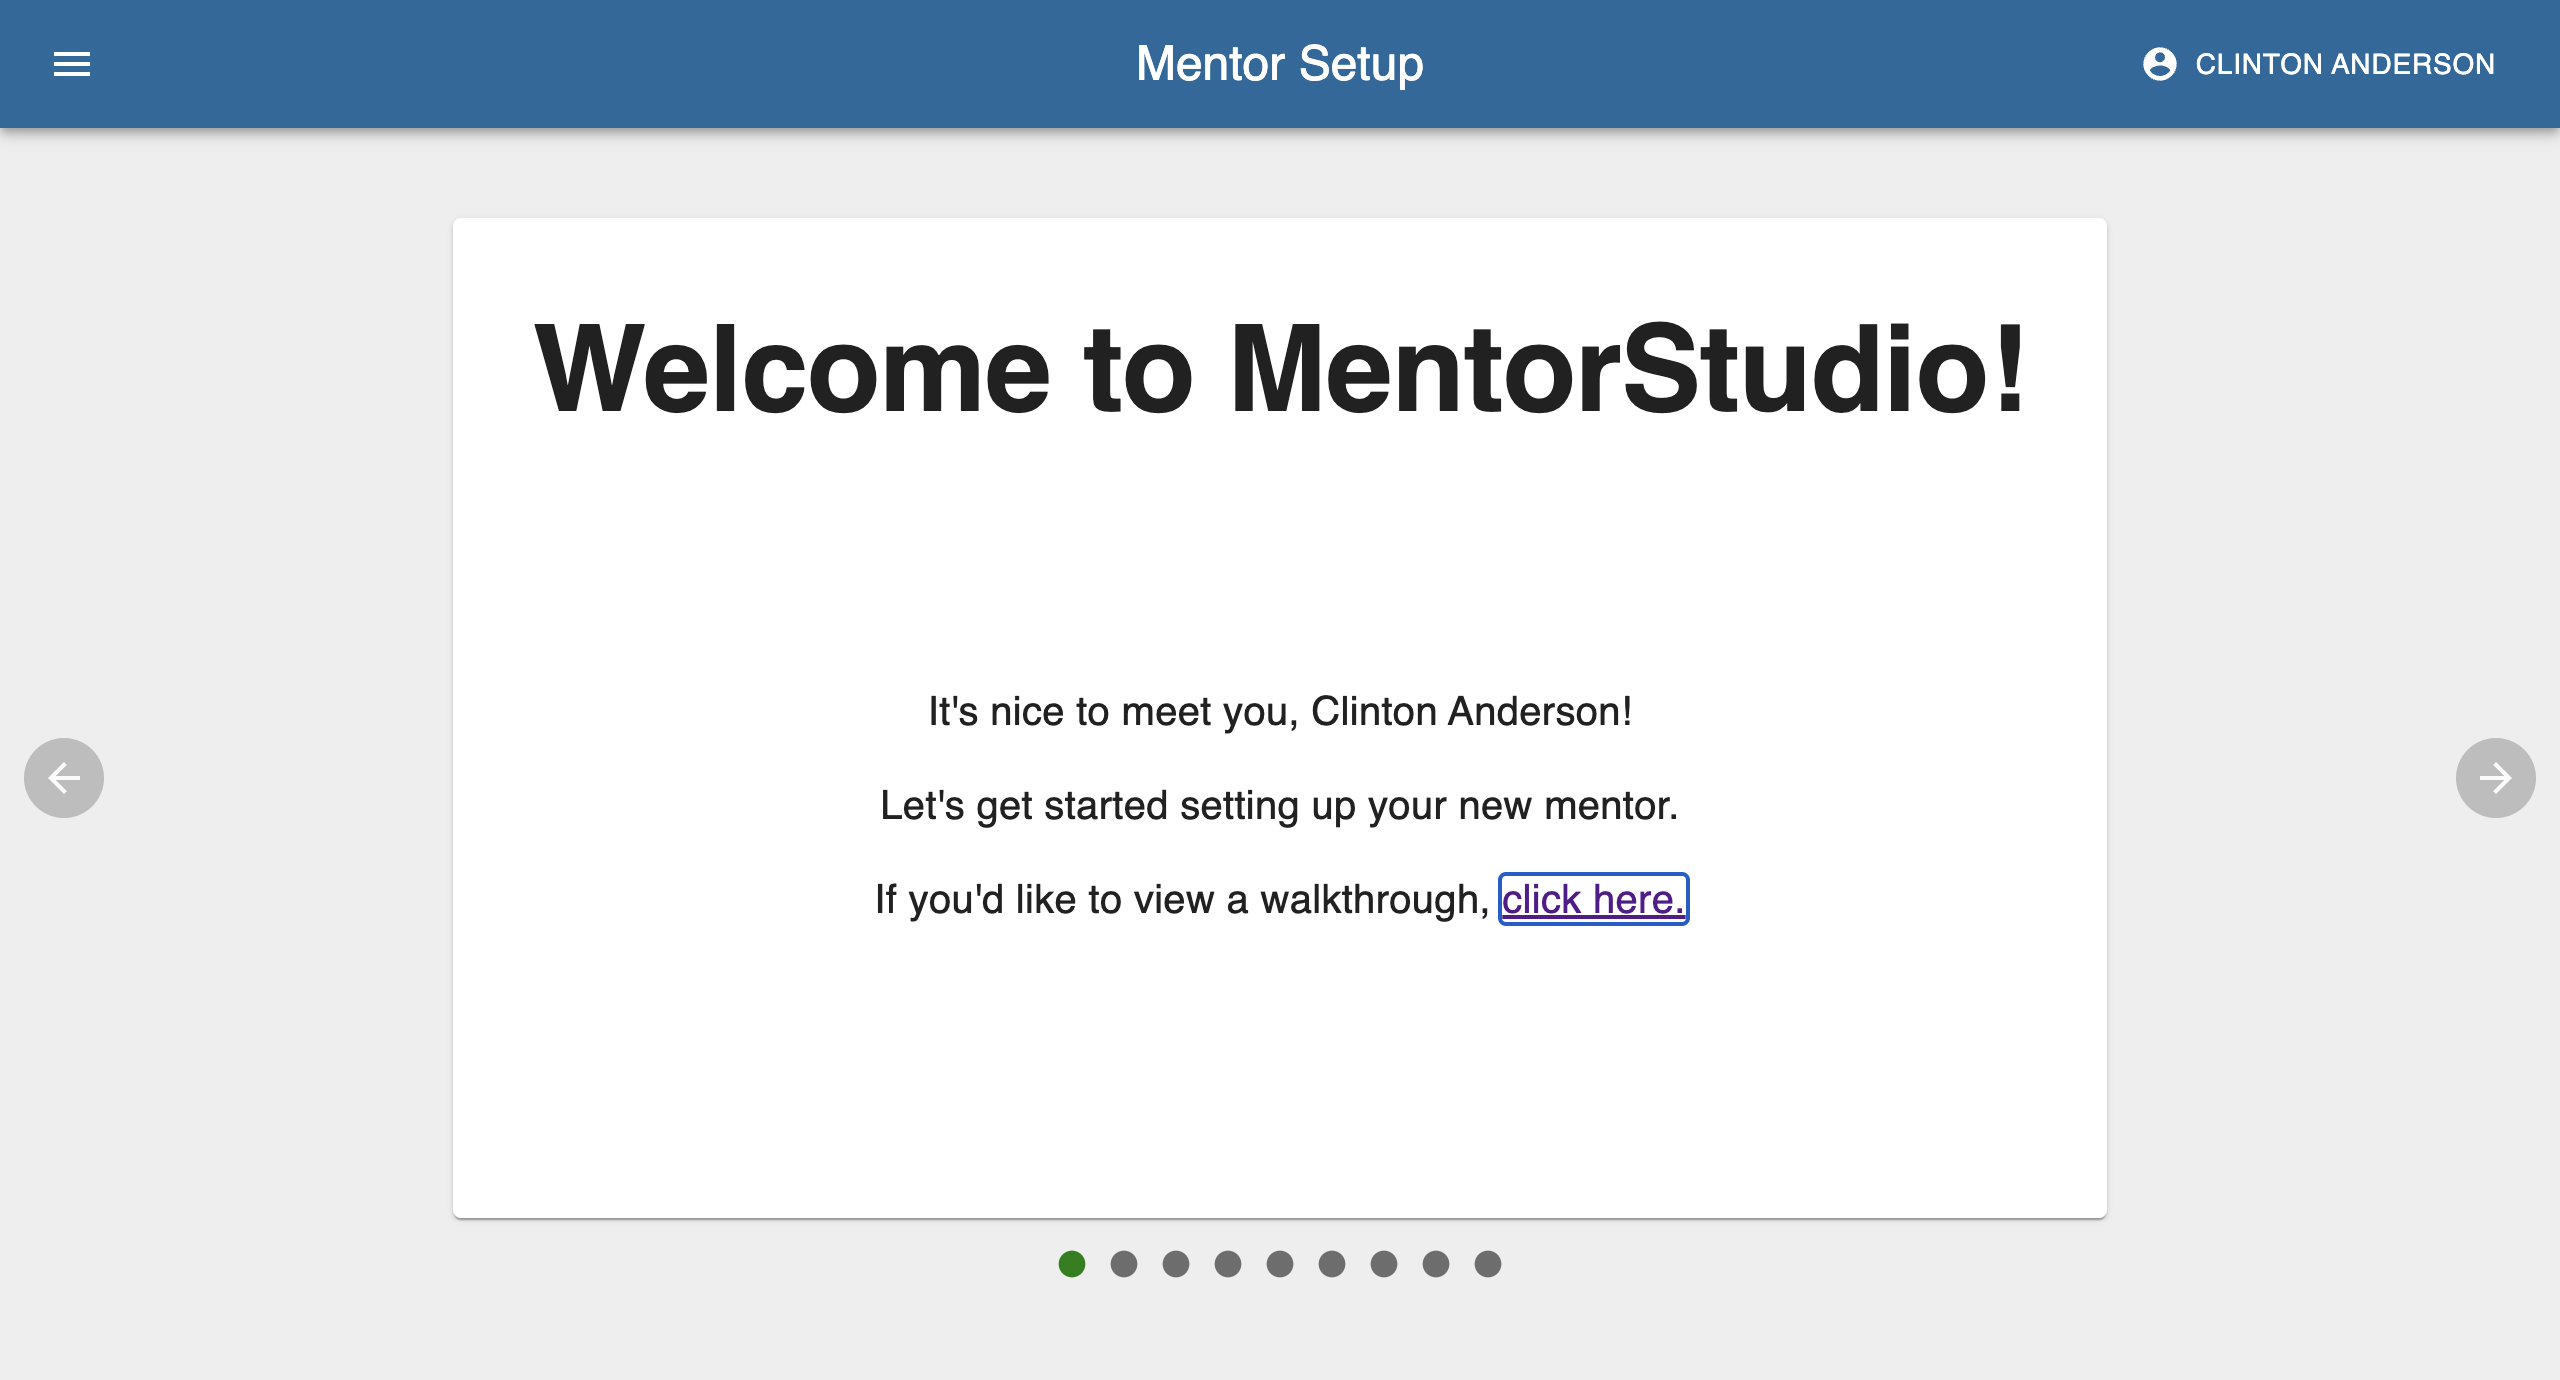 Mentor Setup
CLINTON ANDERSON
Welcome to MentorStudio!
It's nice to meet you, Clinton Anderson!
Let's get started setting up your new mentor.
If you'd like to view a walkthrough, click here.